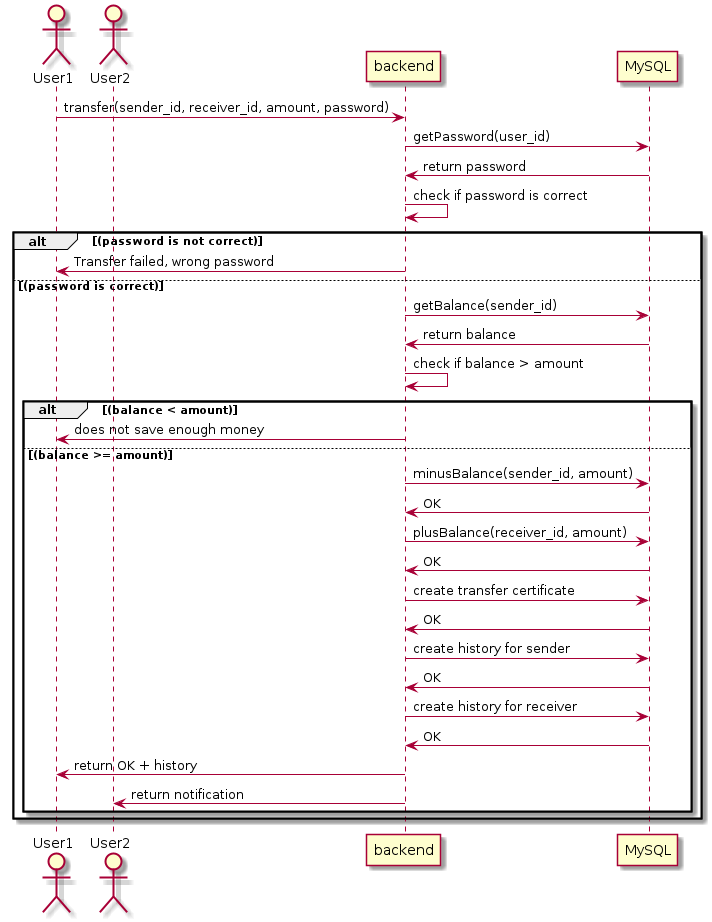 User1 User2 backend MySQL
transfer(sender_id, receiver_id, amount, password)
getPassword(user_id)
return password
check if password is correct
alt [(password is not correct)]
Transfer failed, wrong password
[(password is correct)]
getBalance(sender_id)
return balance
check if balance > amount
alt [(balance < amount)]
does not save enough money
[(balance >= amount)]
minusBalance(sender_id, amount)
OK
plusBalance(receiver_id, amount)
OK
create transfer certificate
OK
create history for sender
OK
create history for receiver
OK
return OK + history
return notification
User1 User2 backend MySQL